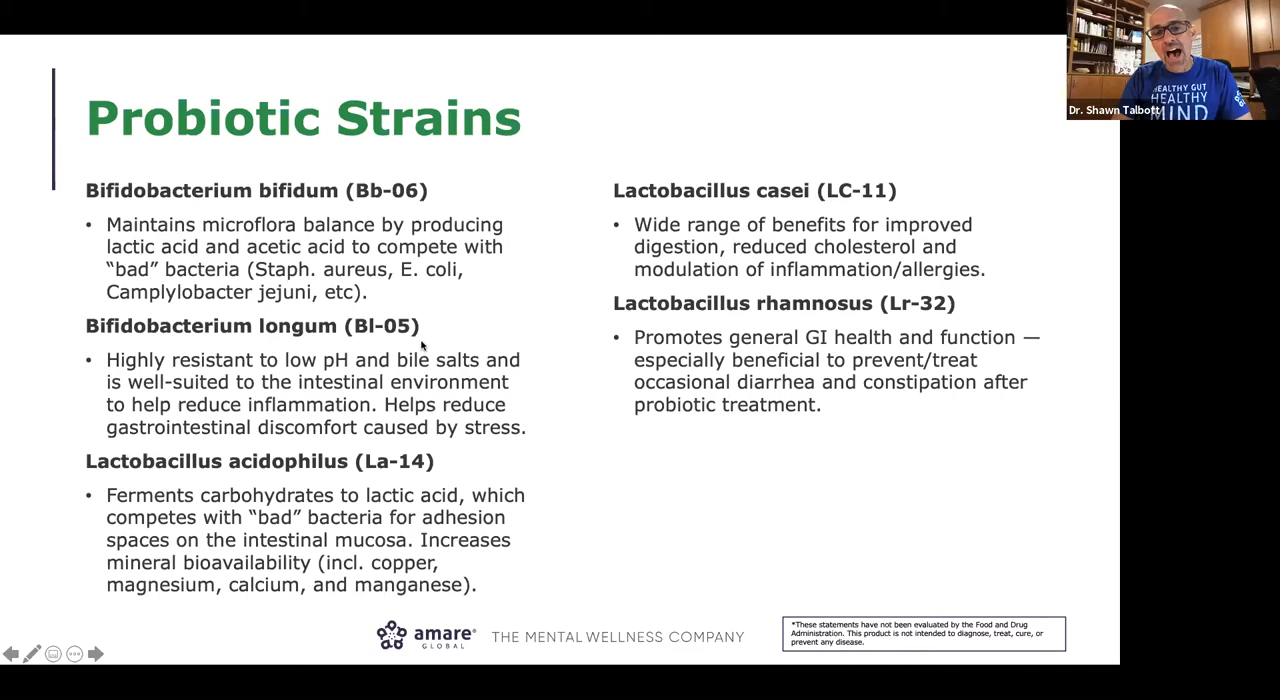 Probiotic Strains
Bifidobacterium bifidum (Bb-06)
• Maintains microflora balance by producing
lactic acid and acetic acid to compete with
“bad” bacteria (Staph. aureus, E. coli,
Camplylobacter jejuni, etc).
Bifidobacterium longum (Bl-05)
• Highly resistant to low pH and bile salts and
is well-suited to the intestinal environment
to help reduce inflammation. Helps reduce
gastrointestinal discomfort caused by stress.
Lactobacillus acidophilus (La-14)
• Ferments carbohydrates to lactic acid, which
competes with “bad” bacteria for adhesion
spaces on the intestinal mucosa. Increases
mineral bioavailability (incl. copper,
magnesium, calcium, and manganese).
Lactobacillus casei (LC-11)
• Wide range of benefits for improved
digestion, reduced cholesterol and
modulation of inflammation/allergies.
Lactobacillus rhamnosus (Lr-32)
• Promotes general GI health and function —
especially beneficial to prevent/treat
occasional diarrhea and constipation after
probiotic treatment.
amare®
GLOBAL
THE MENTAL WELLNESS COMPANY
*These statements have not been evaluated by the Food and Drug
Administration. This product is not intended to diagnose, treat, cure, or
prevent any disease.
HEALTHY GUT
HEALTHY
MIND
Dr. Shawn Talbott